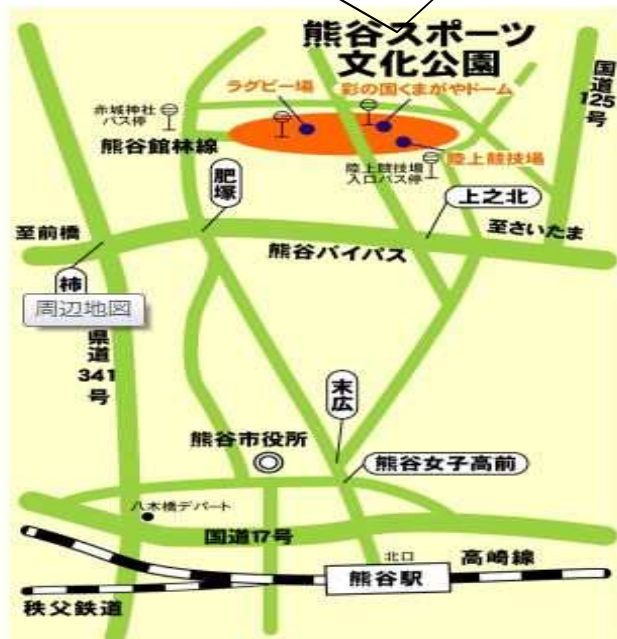 熊谷スポーツ
文化公園
国道125号
ラグビー場
彩の国くまがやドーム
赤城神社
バス停
熊谷館林線
陸上競技場
陸上競技場
入口バス停
肥塚
上之北
至前橋
至さいたま
熊谷バイパス
柿
周辺地図
県道341号
末広
熊谷市役所
熊谷女子高前
八木橋デパート
国道17号
北口
高崎線
熊谷駅
秩父鉄道